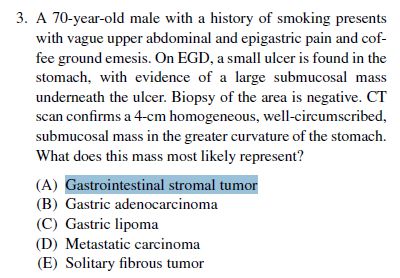 3. A 70-year-old male with a history of smoking presents
with vague upper abdominal and epigastric pain and cof-
fee ground emesis. On EGD, a small ulcer is found in the
stomach, with evidence of a large submucosal mass
underneath the ulcer. Biopsy of the area is negative. CT
scan confirms a 4-cm homogeneous, well-circumscribed,
submucosal mass in the greater curvature of the stomach.
What does this mass most likely represent?
(A) Gastrointestinal stromal tumor
(B) Gastric adenocarcinoma
(C) Gastric lipoma
(D) Metastatic carcinoma
(E) Solitary fibrous tumor